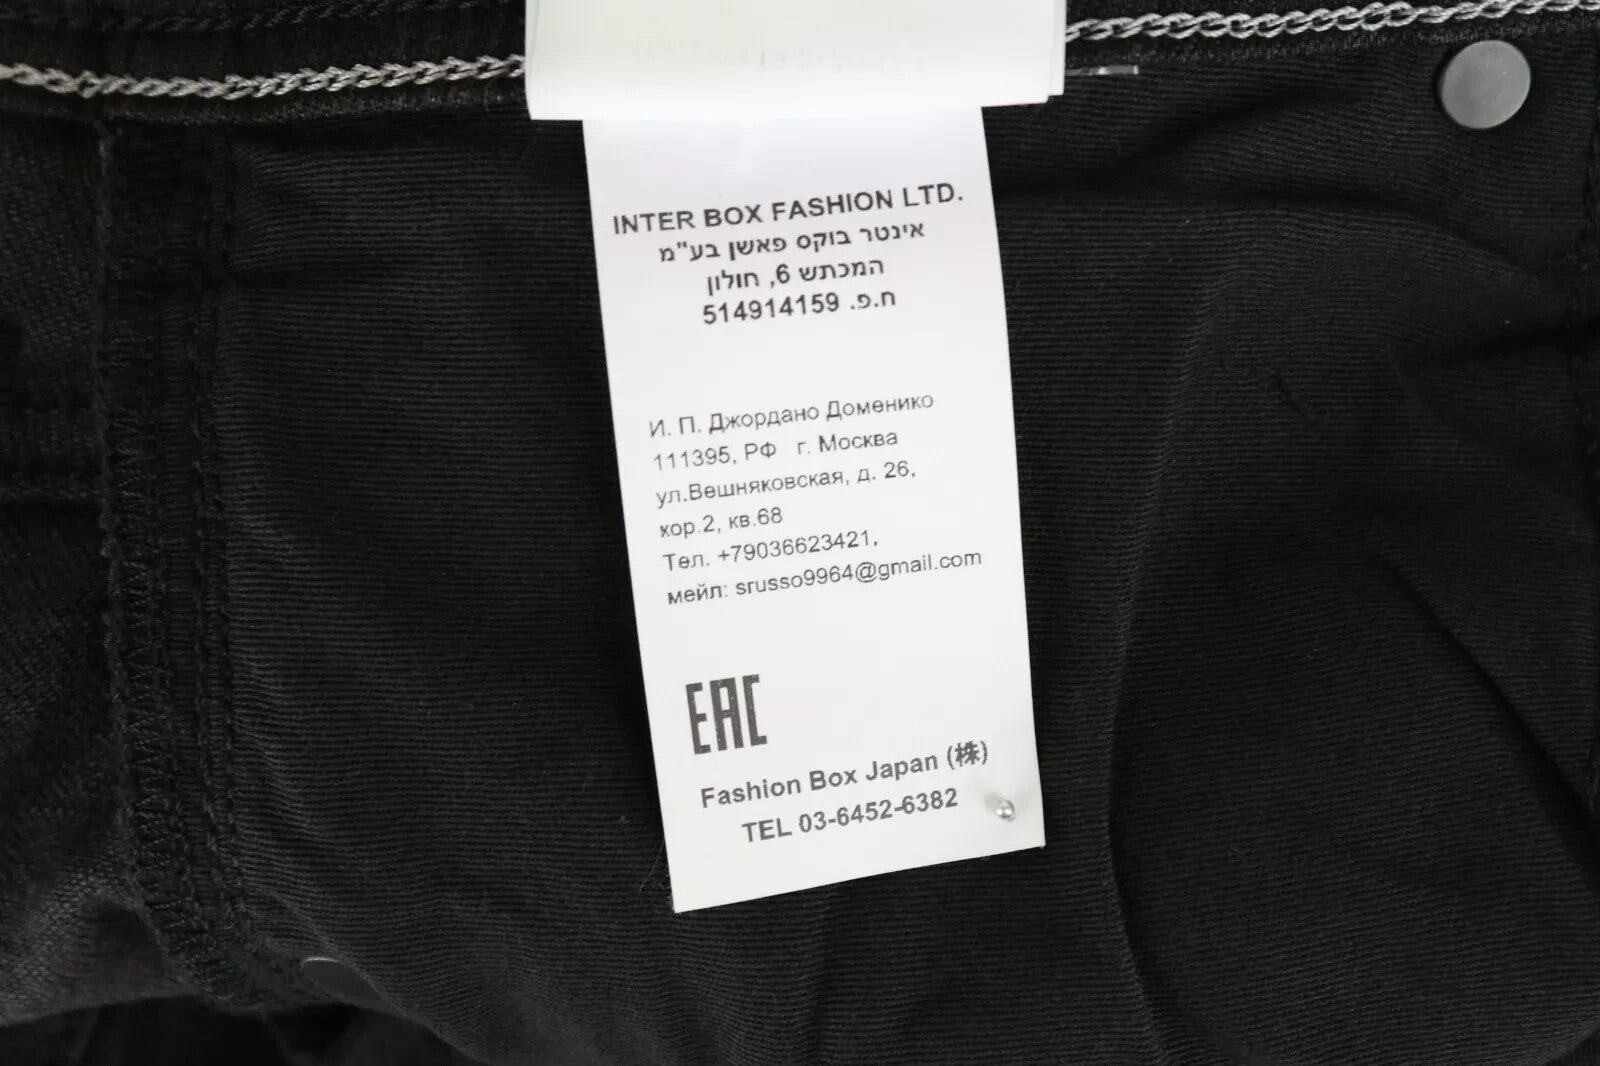 INTER BOX FASHION LTD.
אינטר בוקס פאשן בע"מ
המכתש 6, חולון
ח.פ. 514914159
И. П. Джордано Доменико
111395, РФ г. Москва
ул.Вешняковская, д. 26,
кор.2, кв.68
Тел. +79036623421,
мейл: srusso9964@gmail.com
EAC
Fashion Box Japan (株)
TEL 03-6452-6382